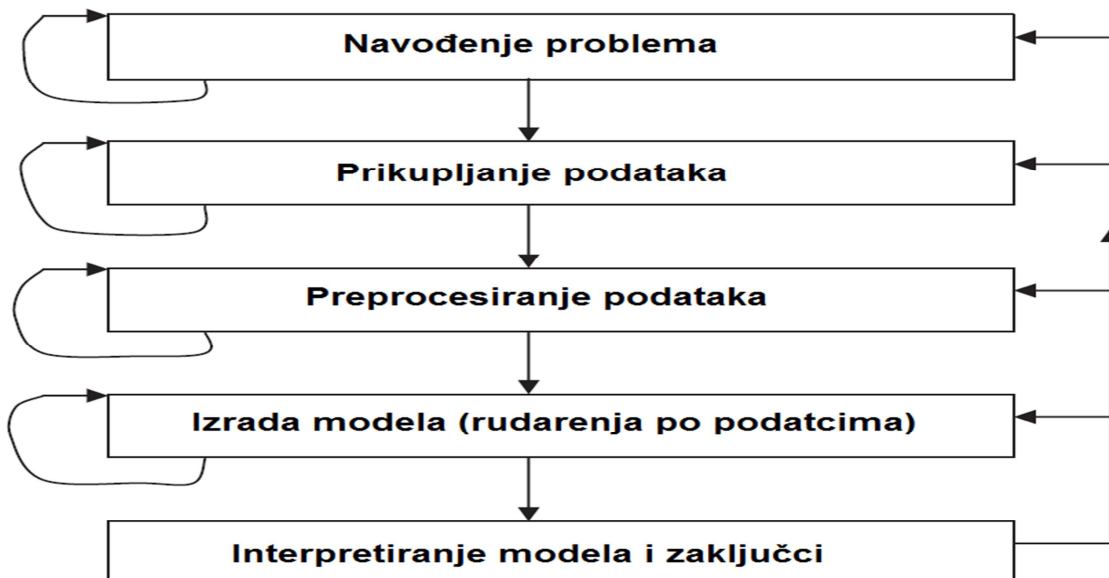 Navođenje problema
Prikupljanje podataka
Preprocesiranje podataka
Izrada modela (rudarenja po podatcima)
Interpretiranje modela i zaključci